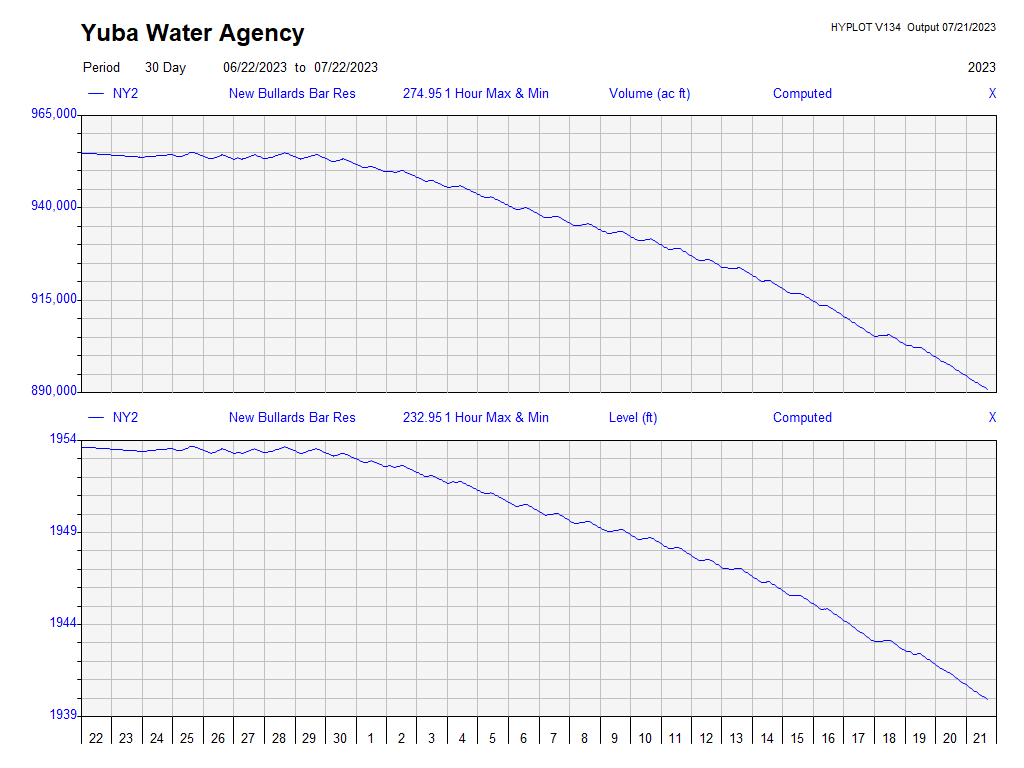 Yuba Water Agency
HYPLOT V134 Output 07/21/2023
Period 30 Day 06/22/2023 to 07/22/2023 2023
NY2 New Bullards Bar Res 274.95 1 Hour Max & Min Volume (ac ft) Computed X
965,000
940,000
915,000
890,000
NY2 New Bullards Bar Res 232.95 1 Hour Max & Min Level (ft) Computed X
1954
1949
1944
1939
22 23 24 25 26 27 28 29 30 1 2 3 4 5 6 7 8 9 10 11 12 13 14 15 16 17 18 19 20 21